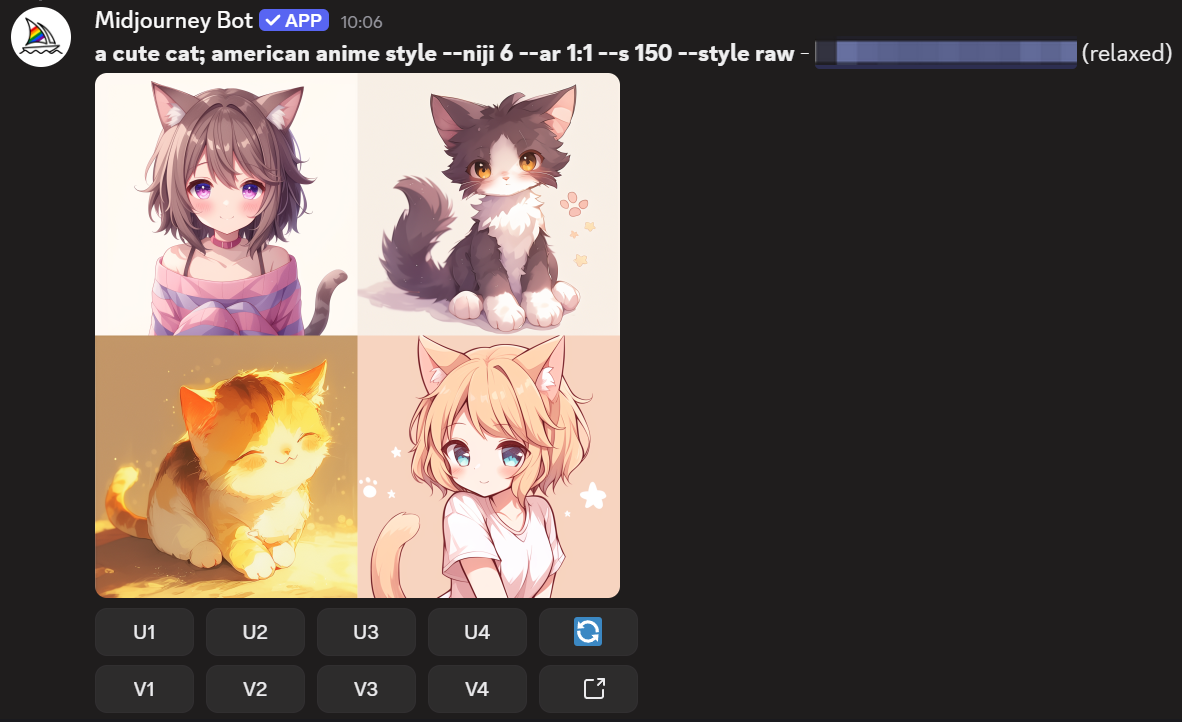 Midjourney Bot ✓ APP 10:06
a cute cat; american anime style --niji 6 --ar 1:1 --s 150 --style raw - (relaxed)
U1 U2 U3 U4
V1 V2 V3 V4